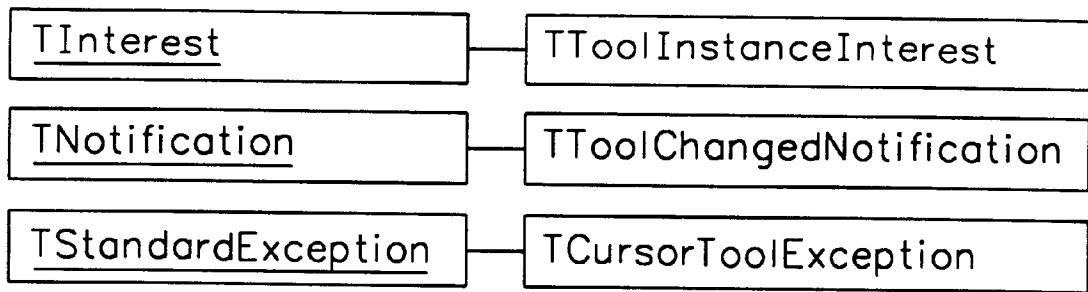 TInterest TToolInstanceInterest
TNotification TToolChangedNotification
TStandardException TCursorToolException